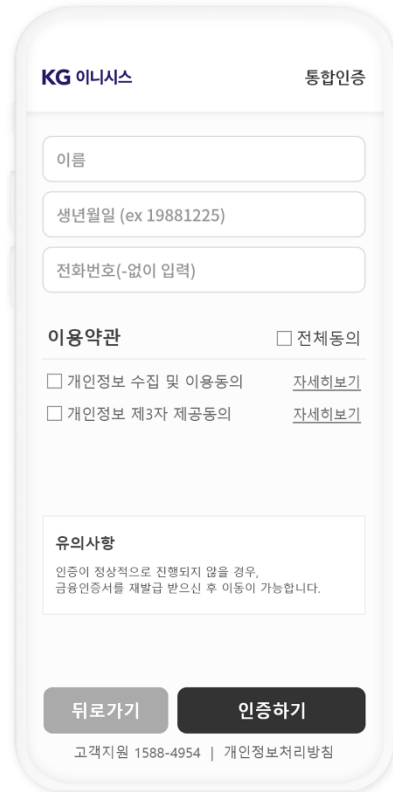 KG 이니시스 통합인증
이름
생년월일 (ex 19881225)
전화번호(-없이 입력)
이용약관 전체동의
개인정보 수집 및 이용동의 자세히보기
개인정보 제3자 제공동의 자세히보기
유의사항
인증이 정상적으로 진행되지 않을 경우,
금융인증서를 재발급 받으신 후 이동이 가능합니다.
뒤로가기 인증하기
고객지원 1588-4954 | 개인정보처리방침